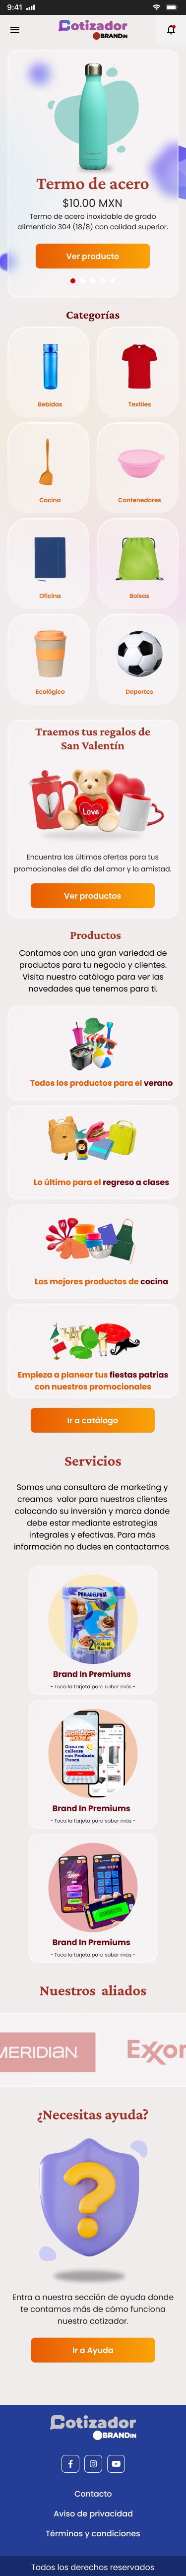 9:41
Cotizador
BRANDIN
Termo de acero
$10.00 MXN
Termo de acero inoxidable de grado
alimenticio 304 (18/8) con calidad superior.
Ver producto
Categorías
Bebidas
Textiles
Cocina
Contenedores
Oficina
Bolsas
Ecológico
Deportes
Traemos tus regalos de
San Valentín
Love
Encuentra las últimas ofertas para tus
promocionales del día del amor y la amistad.
Ver productos
Productos
Contamos con una gran variedad de
productos para tu negocio y clientes.
Visita nuestro catálogo para ver las
novedades que tenemos para ti.
Todos los productos para el verano
Lo último para el regreso a clases
Los mejores productos de cocina
Empieza a planear tus fiestas patrias
con nuestros promocionales
Ir a catálogo
Servicios
Somos una consultora de marketing y
creamos valor para nuestros clientes
colocando su inversión y marca donde
debe estar mediante estrategias
integrales y efectivas. Para más
información no dudes en contactarnos.
PHILADELPHIA
Brand In Premiums
- Toca la tarjeta para saber más -
Brand In Premiums
- Toca la tarjeta para saber más -
Brand In Premiums
- Toca la tarjeta para saber más -
Nuestros aliados
MERIDIAN
Exxon
¿Necesitas ayuda?
Entra a nuestra sección de ayuda donde
te contamos más de cómo funciona
nuestro cotizador.
Ir a Ayuda
Cotizador
BRANDIN
Contacto
Aviso de privacidad
Términos y condiciones
Todos los derechos reservados